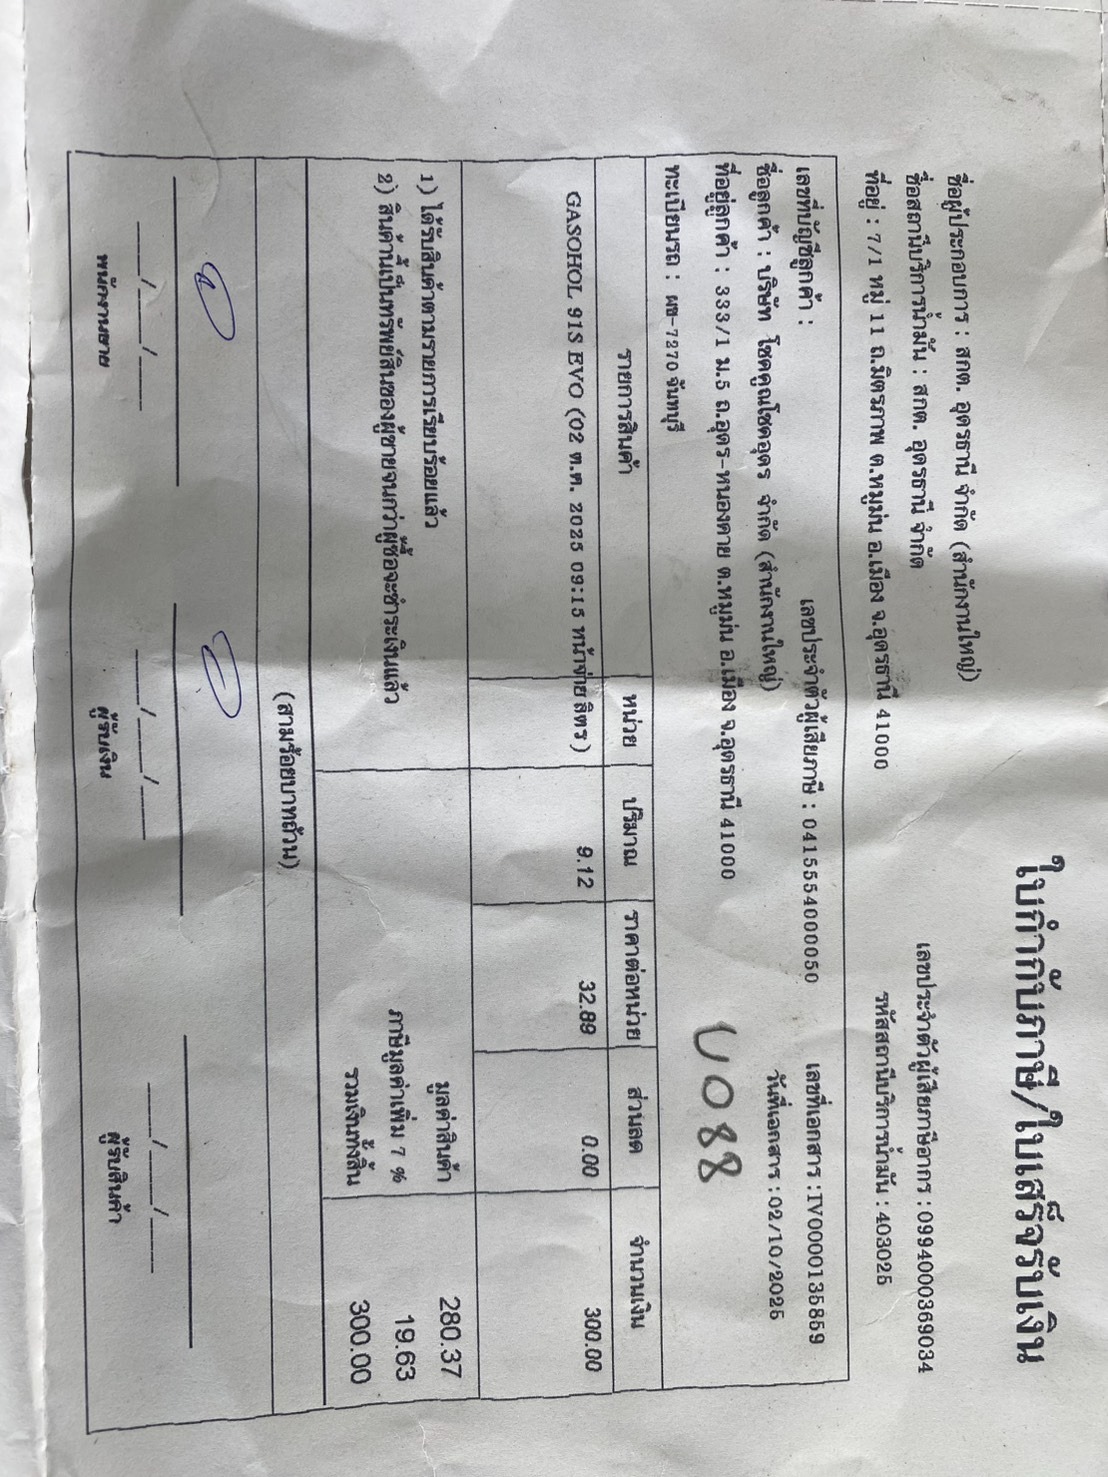 ใบกำกับภาษี/ใบเสร็จรับเงิน
ชื่อผู้ประกอบการ : สกต. อุดรธานี จำกัด (สำนักงานใหญ่)
เลขประจำตัวผู้เสียภาษีอากร : 0994000369034
ชื่อสถานีบริการน้ำมัน : สกต. อุดรธานี จำกัด
รหัสสถานีบริการน้ำมัน : 403025
ที่อยู่ : 7/1 หมู่ 11 ถ.มิตรภาพ ต.หมูม่น อ.เมือง จ.อุดรธานี 41000
เลขที่บัญชีลูกค้า : เลขประจำตัวผู้เสียภาษี : 0415554000050 เลขที่เอกสาร : IV0000135859
ชื่อลูกค้า : บริษัท โชคคูณโชคอุดร จำกัด (สำนักงานใหญ่) วันที่เอกสาร : 02/10/2025
ที่อยู่ลูกค้า : 333/1 ม.5 ถ.อุดร-หนองคาย ต.หมูม่น อ.เมือง จ.อุดรธานี 41000
ทะเบียนรถ : ผช-7270 จันทบุรี
U088
รายการสินค้า หน่วย ปริมาณ ราคาต่อหน่วย ส่วนลด จำนวนเงิน
GASOHOL 91S EVO (02 ต.ค. 2025 09:15 หน้าจ่าย ลิตร ) 9.12 32.89 0.00 300.00
1) ได้รับสินค้าตามรายการเรียบร้อยแล้ว มูลค่าสินค้า 280.37
2) สินค้านี้เป็นทรัพย์สินของผู้ขายจนกว่าผู้ซื้อจะชำระเงินแล้ว ภาษีมูลค่าเพิ่ม 7 % 19.63
รวมเงินทั้งสิ้น 300.00
(สามร้อยบาทถ้วน)
___/___/___ ___/___/___ ___/___/___
พนักงานขาย ผู้รับเงิน ผู้รับสินค้า